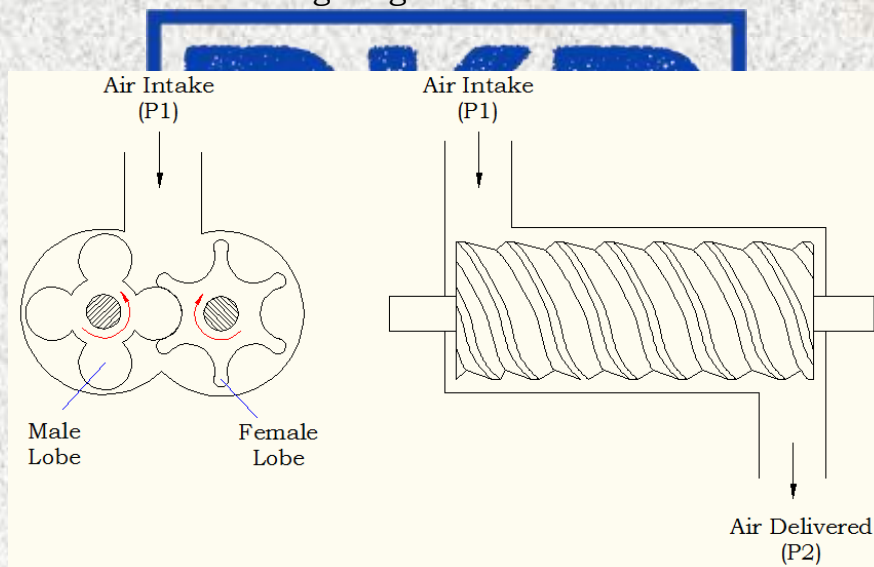 Air Intake
(P1)
Air Intake
(P1)
Male
Lobe
Female
Lobe
Air Delivered
(P2)